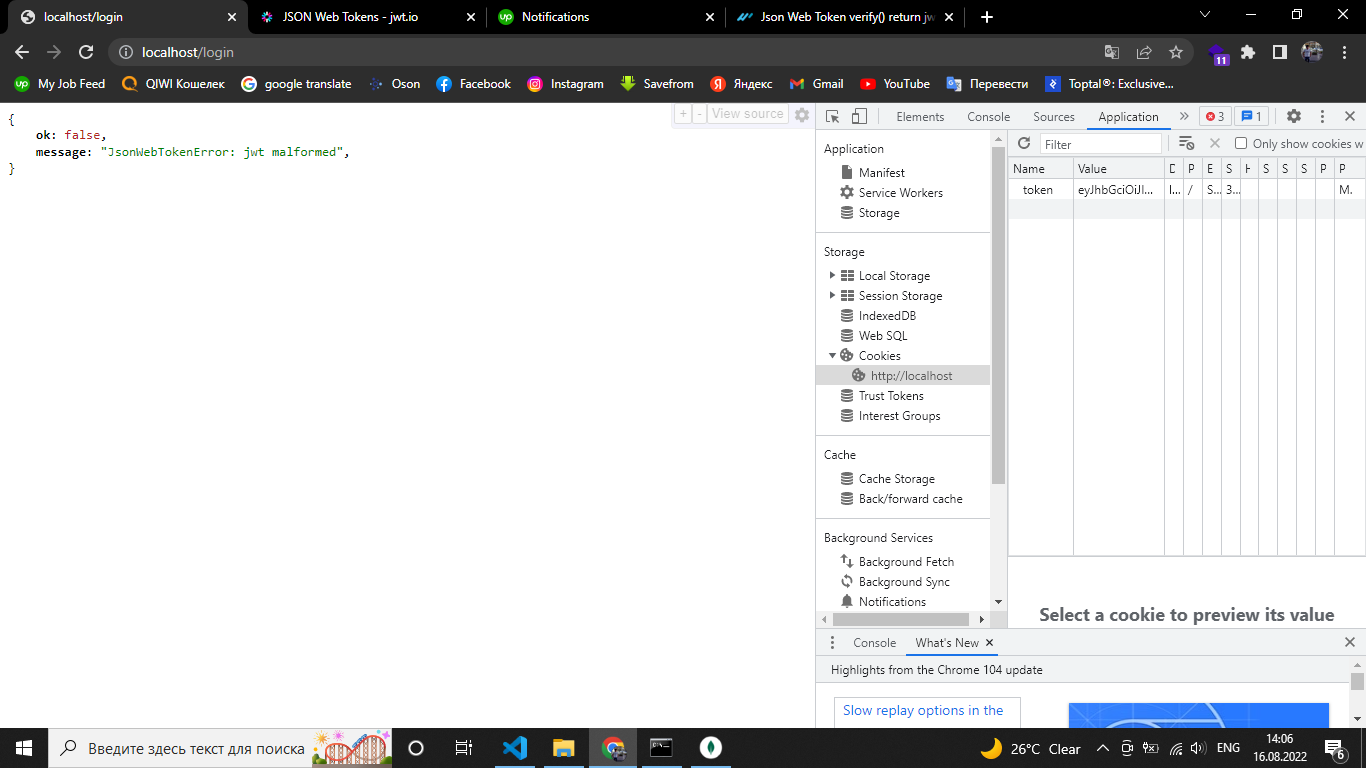 localhost/login
JSON Web Tokens - jwt.io
Notifications
Json Web Token verify() return jw
localhost/login
11
My Job Feed
QIWI Кошелек
google translate
Oson
Facebook
Instagram
Savefrom
Яндекс
Gmail
YouTube
Перевести
Toptal®: Exclusive...
+ - View source
{
ok: false,
message: "JsonWebTokenError: jwt malformed",
}
Elements Console Sources Application » 3 1
Application
Manifest
Service Workers
Storage
Storage
Local Storage
Session Storage
IndexedDB
Web SQL
Cookies
http://localhost
Trust Tokens
Interest Groups
Cache
Cache Storage
Back/forward cache
Background Services
Background Fetch
Background Sync
Notifications
Filter
Only show cookies w
Name Value D P E S H S S S P P
token eyJhbGciOiJI... l... / S... 3... M.
Select a cookie to preview its value
Console What's New
Highlights from the Chrome 104 update
Slow replay options in the
Введите здесь текст для поиска
26°C Clear
ENG
14:06
16.08.2022
6